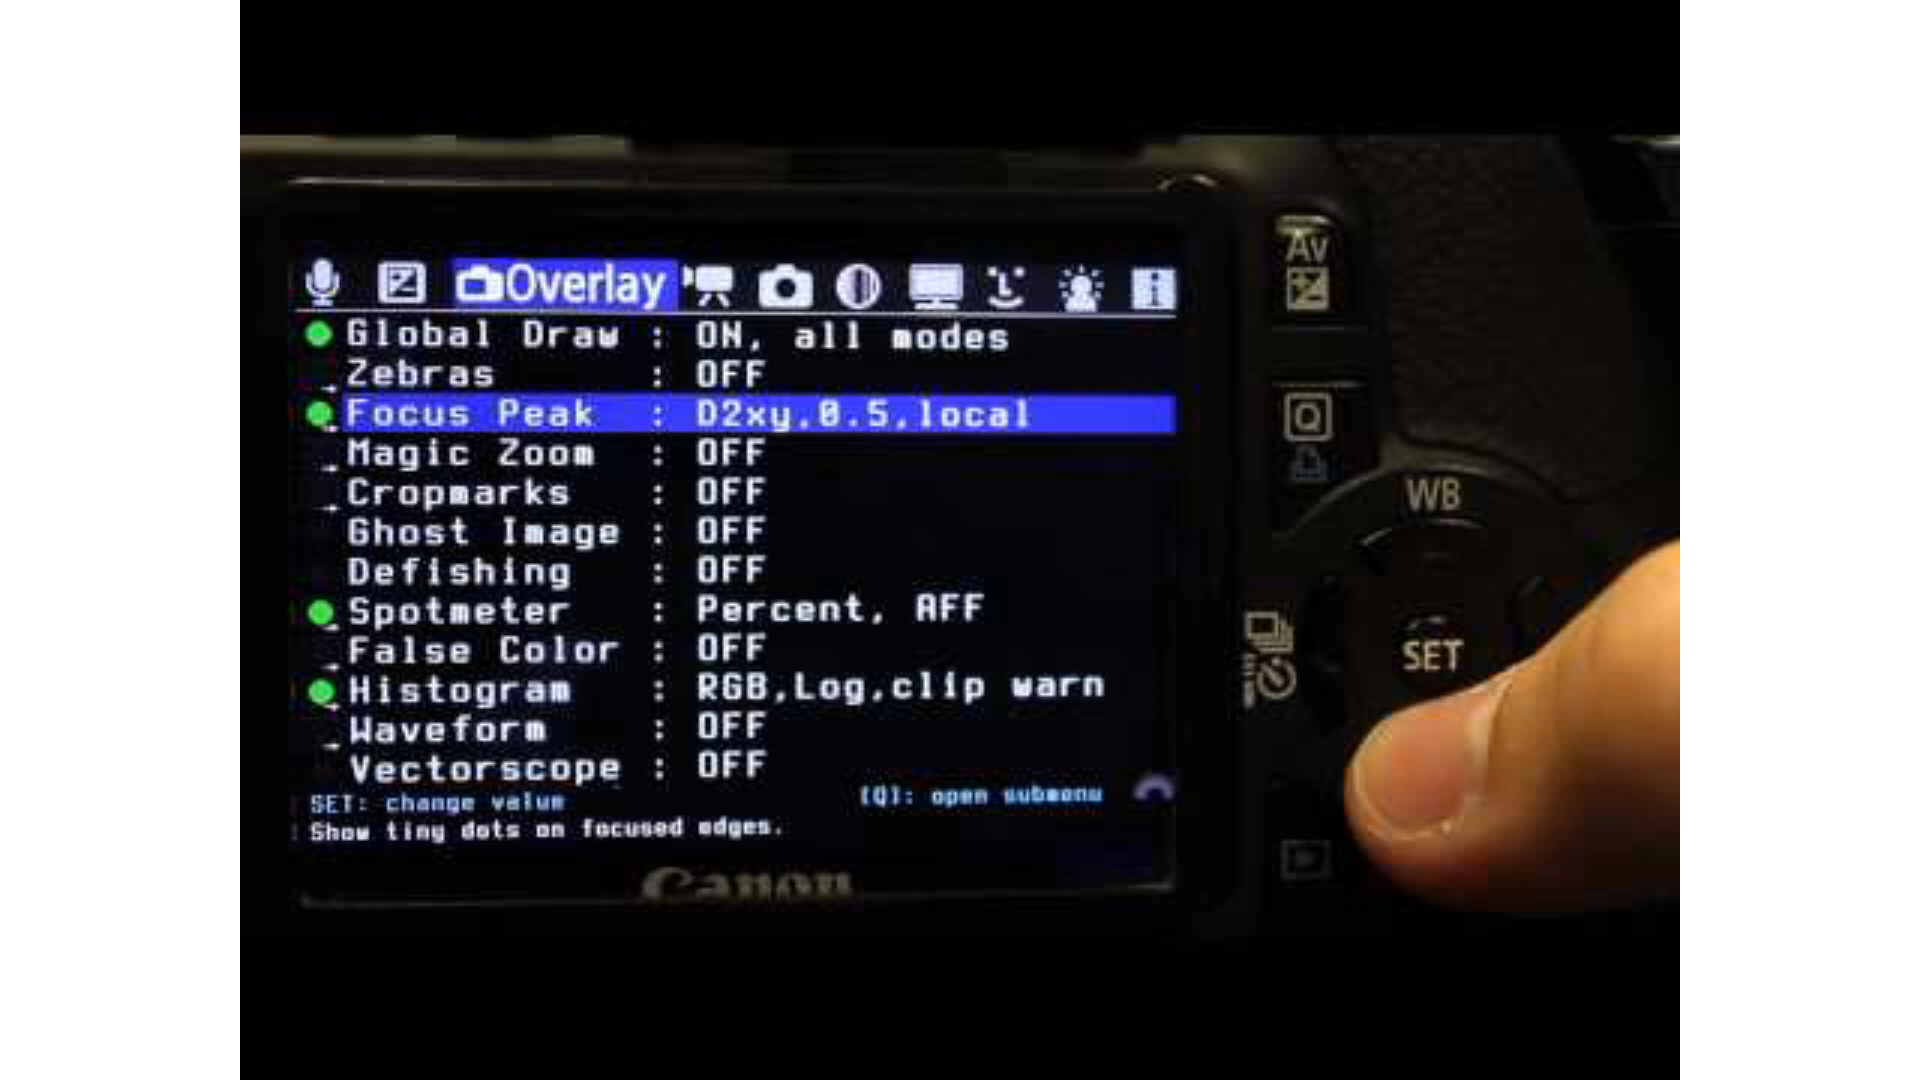 Overlay
Global Draw : ON, all modes
Zebras : OFF
Focus Peak : D2xy,0.5,local
Magic Zoom : OFF
Cropmarks : OFF
Ghost Image : OFF
Defishing : OFF
Spotmeter : Percent, AFF
False Color : OFF
Histogram : RGB,Log,clip warn
Waveform : OFF
Vectorscope : OFF
SET: change value [Q]: open submenu
Show tiny dots on focused edges.
Canon
Av
Q
WB
SET